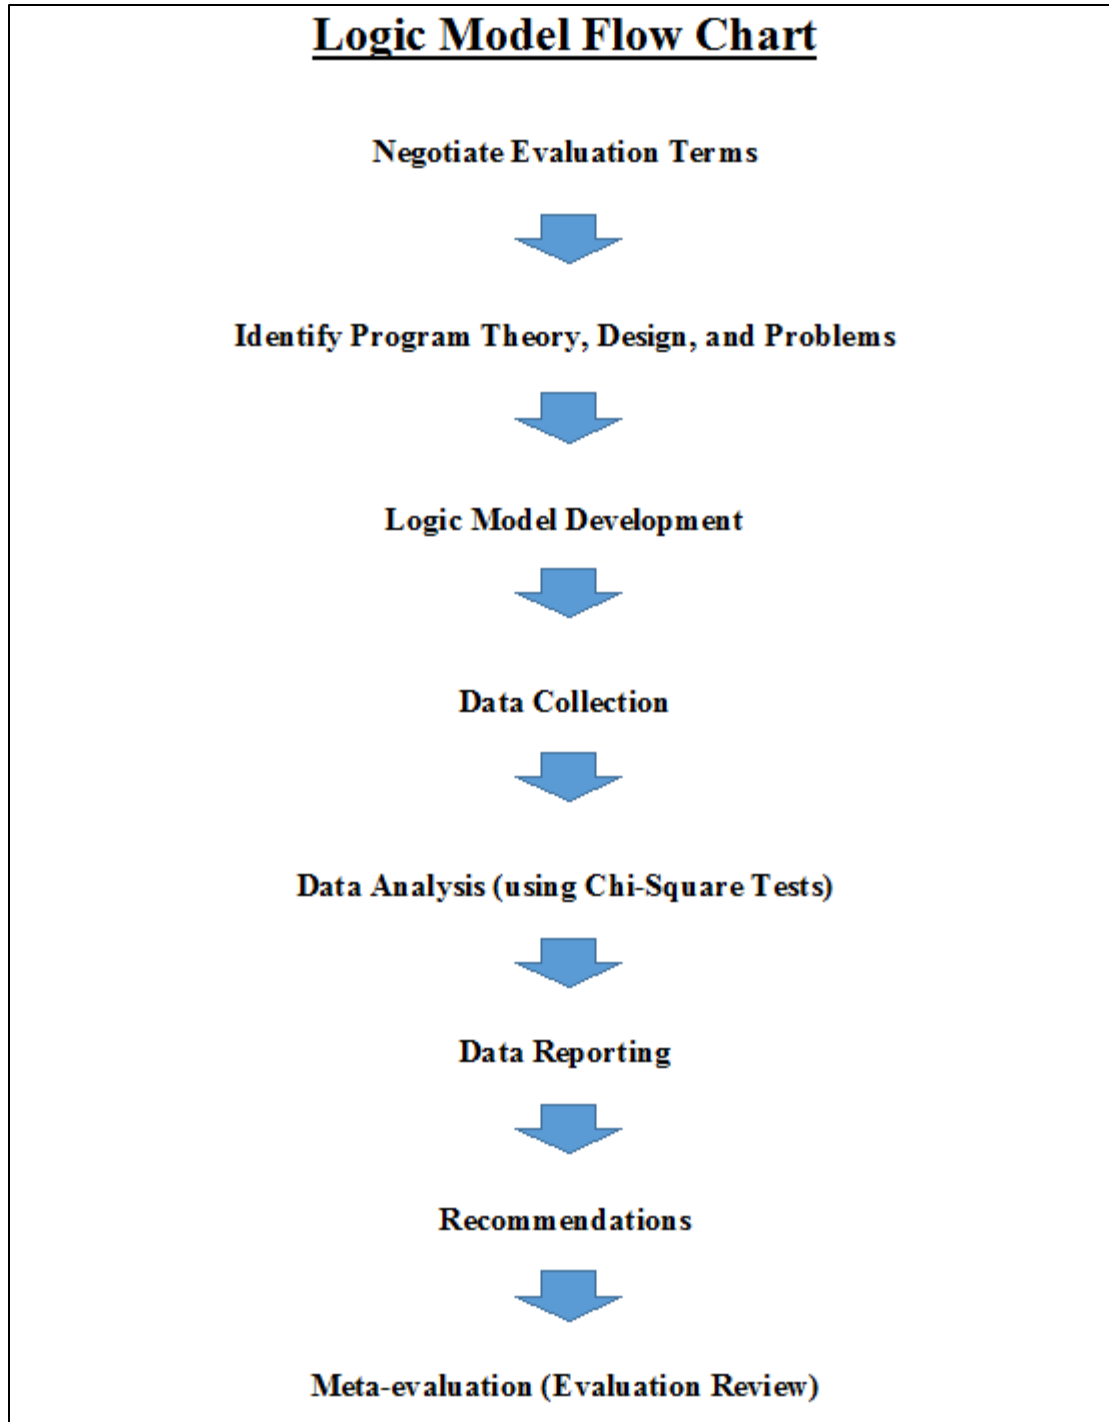 Logic Model Flow Chart
Negotiate Evaluation Terms
Identify Program Theory, Design, and Problems
Logic Model Development
Data Collection
Data Analysis (using Chi-Square Tests)
Data Reporting
Recommendations
Meta-evaluation (Evaluation Review)